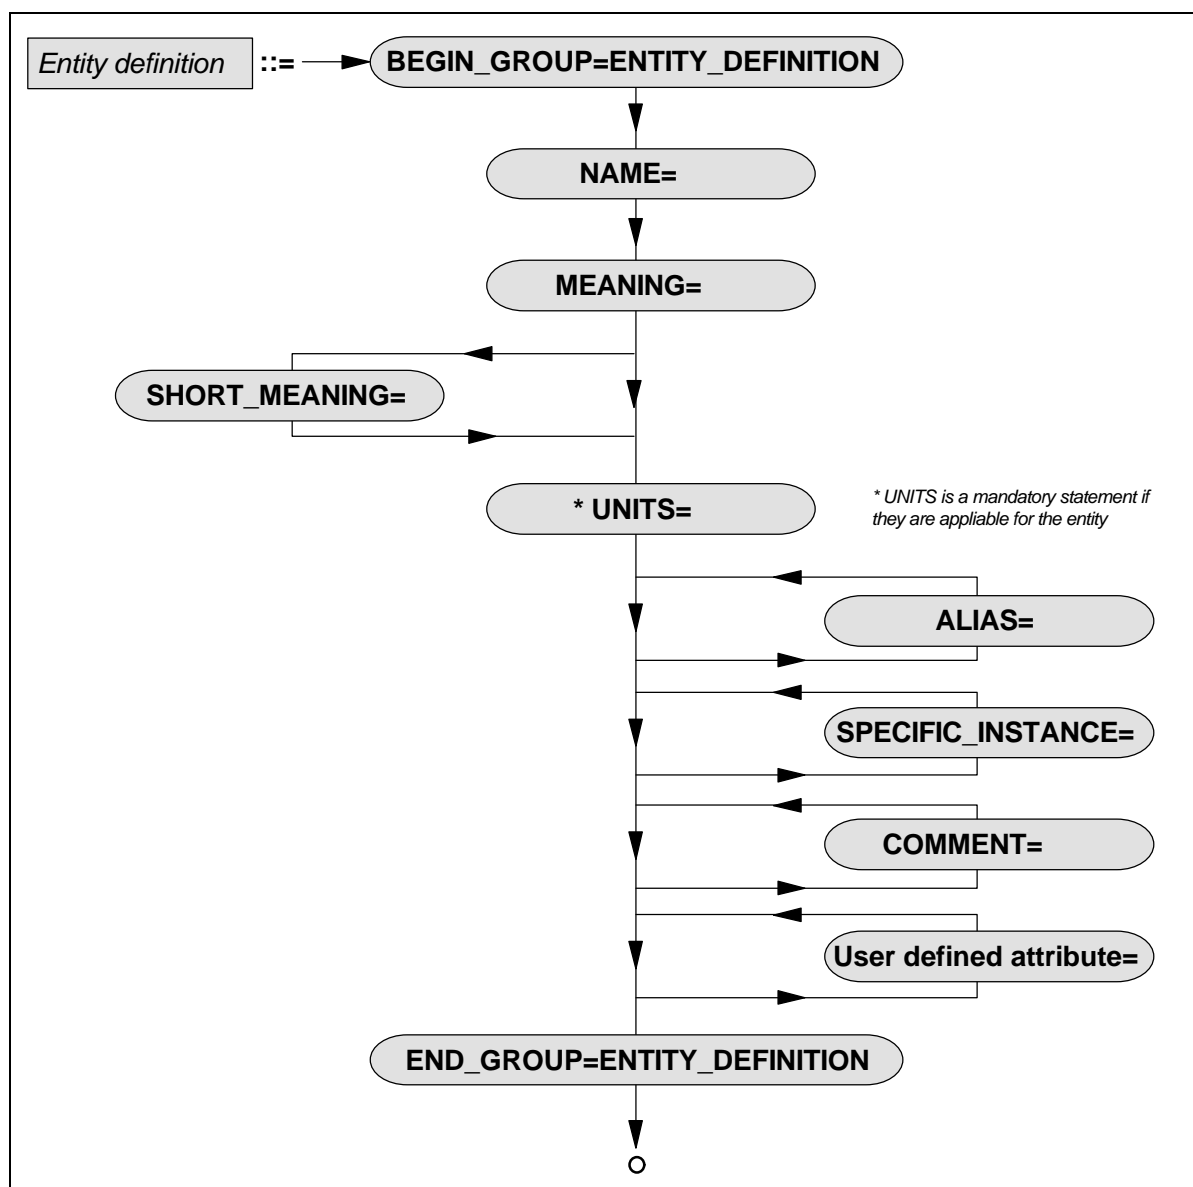 Entity definition ::= BEGIN_GROUP=ENTITY_DEFINITION
NAME=
MEANING=
SHORT_MEANING=
* UNITS=
* UNITS is a mandatory statement if
they are appliable for the entity
ALIAS=
SPECIFIC_INSTANCE=
COMMENT=
User defined attribute=
END_GROUP=ENTITY_DEFINITION